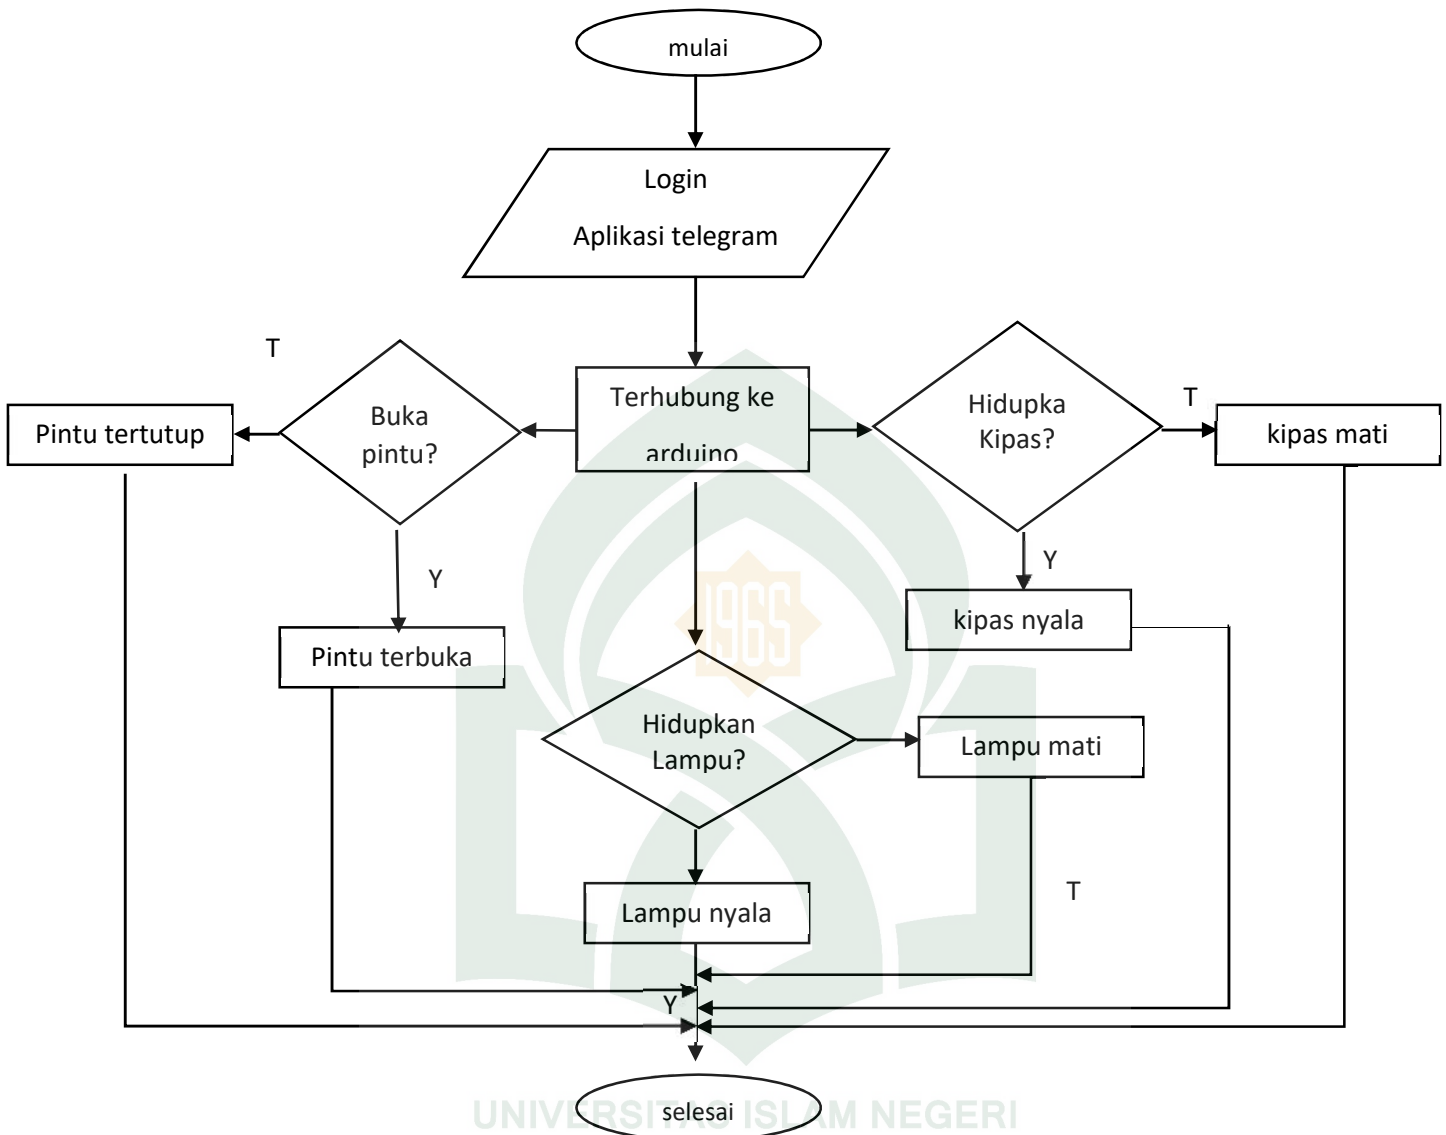 mulai
Login
Aplikasi telegram
T
Terhubung ke
arduino
Buka
pintu?
Pintu tertutup
Hidupka
Kipas?
T
kipas mati
Y
Y
kipas nyala
Pintu terbuka
1965
Hidupkan
Lampu?
Lampu mati
T
Lampu nyala
Y
selesai
UNIVERSITAS ISLAM NEGERI